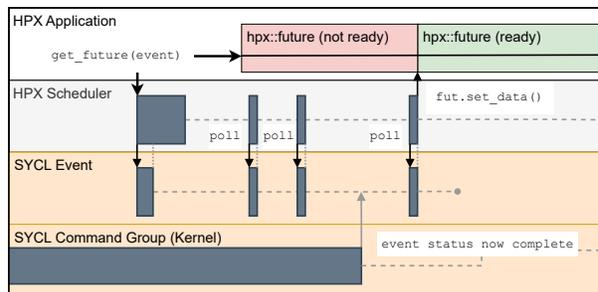 HPX Application
hpx::future (not ready)
hpx::future (ready)
get_future(event)
HPX Scheduler
fut.set_data()
poll
poll
poll
SYCL Event
SYCL Command Group (Kernel)
event status now complete